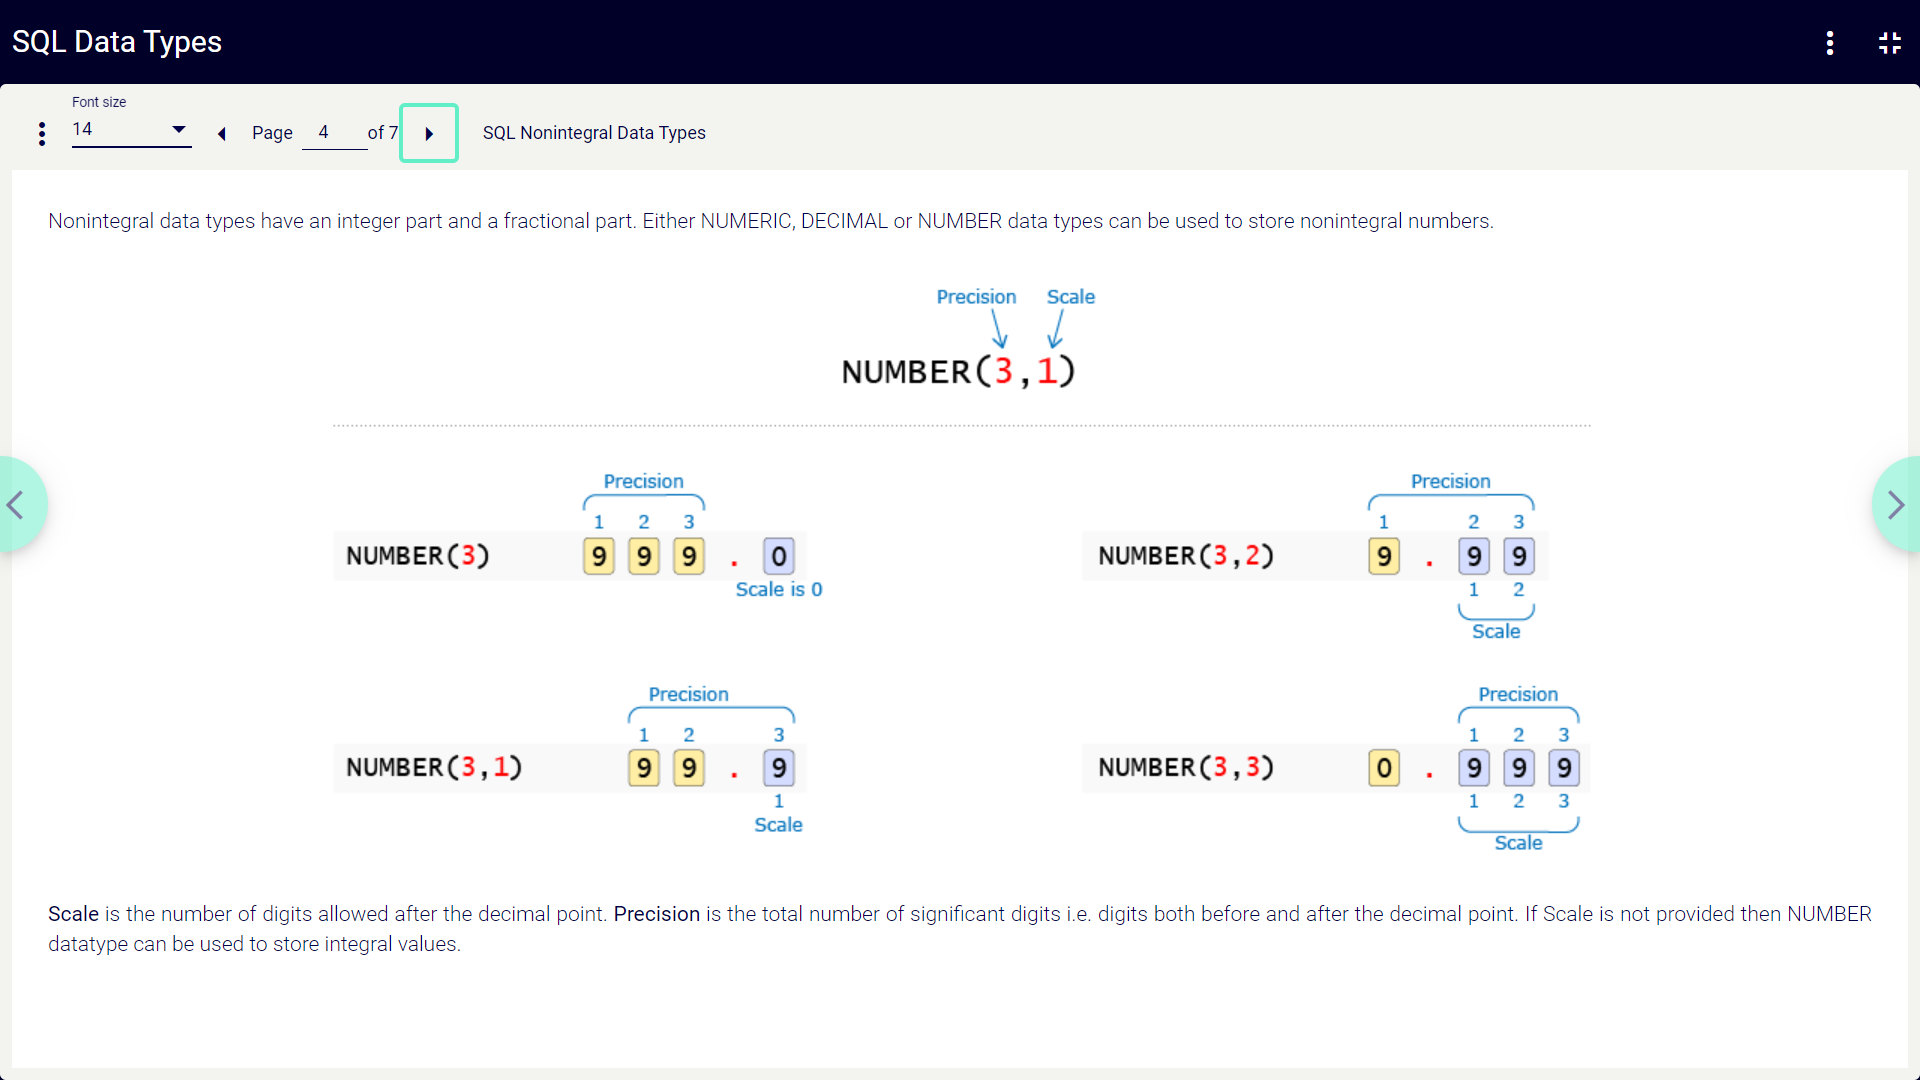 SQL Data Types
Font size
14
Page 4 of 7
SQL Nonintegral Data Types
Nonintegral data types have an integer part and a fractional part. Either NUMERIC, DECIMAL or NUMBER data types can be used to store nonintegral numbers.
Precision Scale
NUMBER(3,1)
Precision
1 2 3
NUMBER(3) 9 9 9 . 0
Scale is 0
Precision
1 2 3
NUMBER(3,2) 9 . 9 9
1 2
Scale
Precision
1 2 3
NUMBER(3,1) 9 9 . 9
1
Scale
Precision
1 2 3
NUMBER(3,3) 0 . 9 9 9
1 2 3
Scale
Scale is the number of digits allowed after the decimal point. Precision is the total number of significant digits i.e. digits both before and after the decimal point. If Scale is not provided then NUMBER
datatype can be used to store integral values.